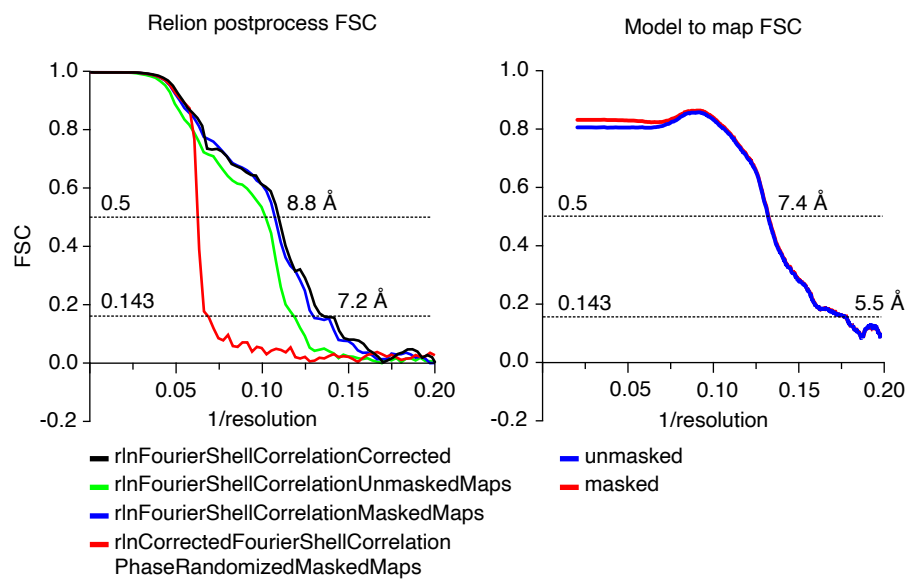 Relion postprocess FSC
1.0
0.8
0.6
0.5
8.8 Å
0.4
FSC
0.2
0.143
7.2 Å
0.0
-0.2
0.05
0.10
0.15
0.20
1/resolution
rlnFourierShellCorrelationCorrected
rlnFourierShellCorrelationUnmaskedMaps
rlnFourierShellCorrelationMaskedMaps
rlnCorrectedFourierShellCorrelation
PhaseRandomizedMaskedMaps
Model to map FSC
1.0
0.8
0.6
0.5
7.4 Å
0.4
0.2
0.143
5.5 Å
0.0
-0.2
0.05
0.10
0.15
0.20
1/resolution
unmasked
masked